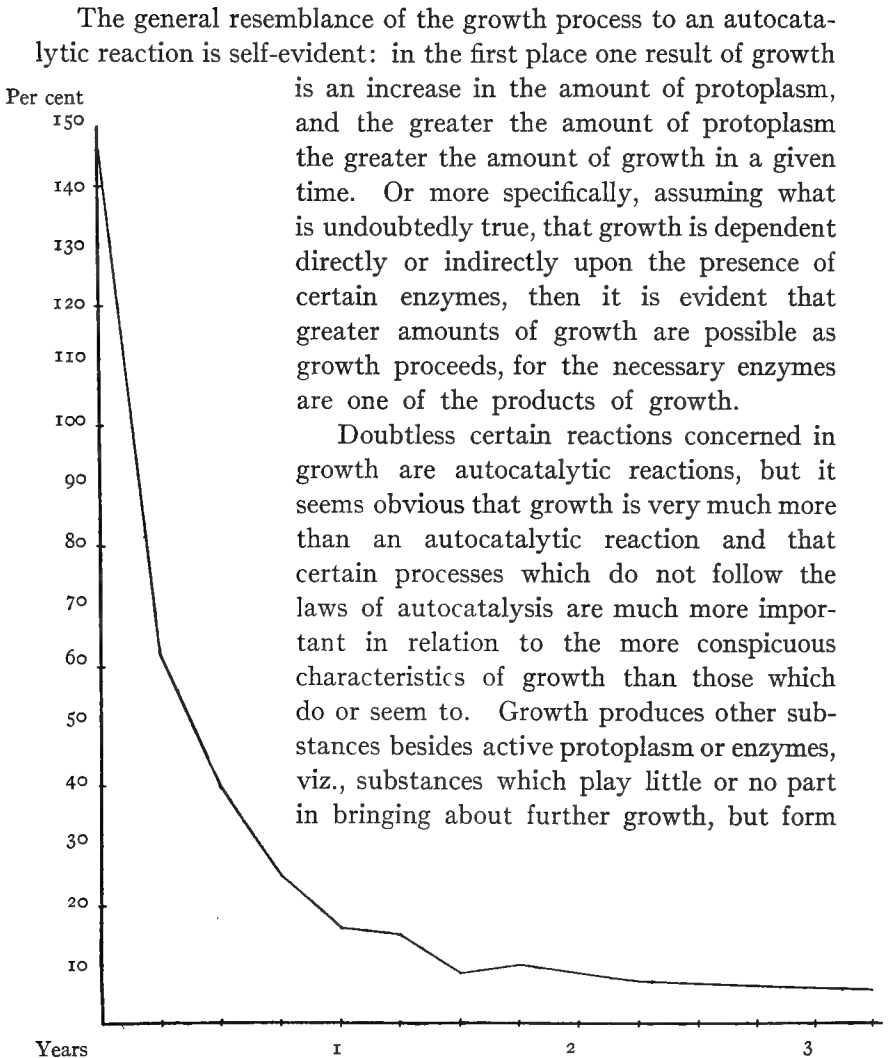 The general resemblance of the growth process to an autocata-
lytic reaction is self-evident: in the first place one result of growth
is an increase in the amount of protoplasm,
and the greater the amount of protoplasm
the greater the amount of growth in a given
time. Or more specifically, assuming what
is undoubtedly true, that growth is dependent
directly or indirectly upon the presence of
certain enzymes, then it is evident that
greater amounts of growth are possible as
growth proceeds, for the necessary enzymes
are one of the products of growth.
Doubtless certain reactions concerned in
growth are autocatalytic reactions, but it
seems obvious that growth is very much more
than an autocatalytic reaction and that
certain processes which do not follow the
laws of autocatalysis are much more impor-
tant in relation to the more conspicuous
characteristics of growth than those which
do or seem to. Growth produces other sub-
stances besides active protoplasm or enzymes,
viz., substances which play little or no part
in bringing about further growth, but form
Per cent
150
140
130
120
110
100
90
80
70
60
50
40
30
20
10
Years 1 2 3